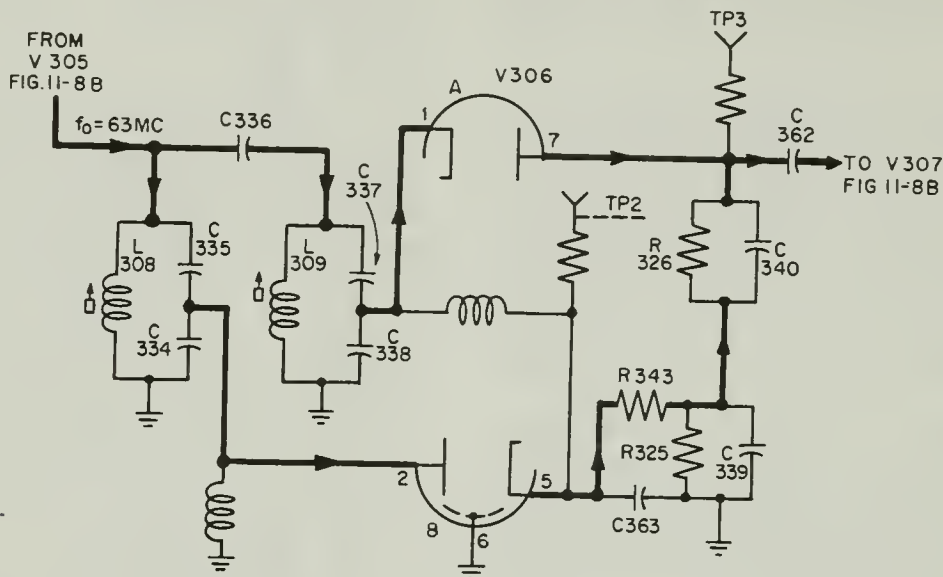 TP3
FROM
V 305
FIG.11-8B
f₀=63MC
C336
C
337
1
A
V306
7
C
362
TO V307
FIG 11-8B
TP2
L
308
C
335
C
334
L
309
C
338
R
326
C
340
R343
R325
C
339
2
8
6
5
C363